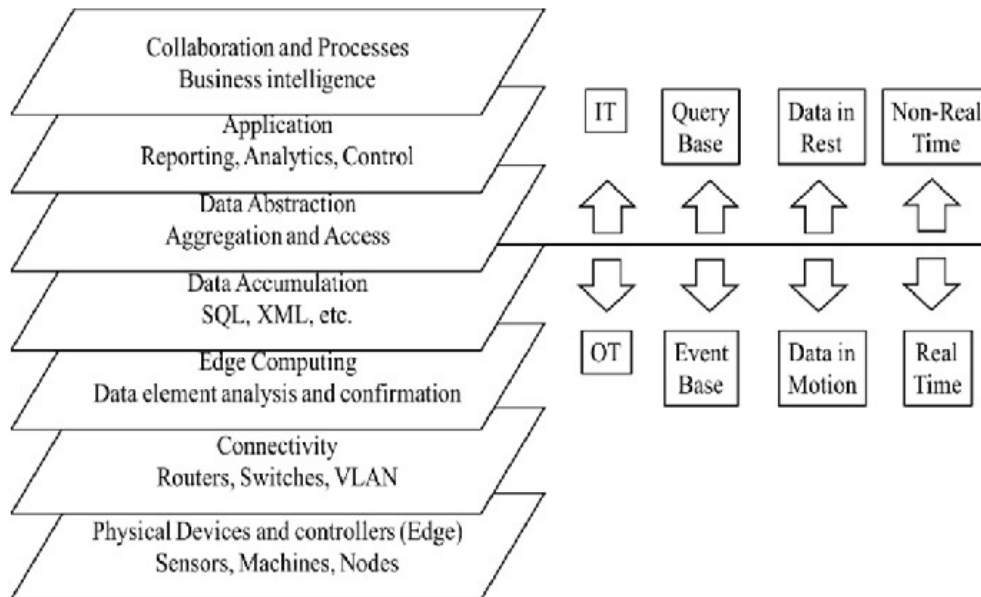 Collaboration and Processes
Business intelligence
Application
Reporting, Analytics, Control
Data Abstraction
Aggregation and Access
Data Accumulation
SQL, XML, etc.
Edge Computing
Data element analysis and confirmation
Connectivity
Routers, Switches, VLAN
Physical Devices and controllers (Edge)
Sensors, Machines, Nodes
IT
Query
Base
Data in
Rest
Non-Real
Time
OT
Event
Base
Data in
Motion
Real
Time